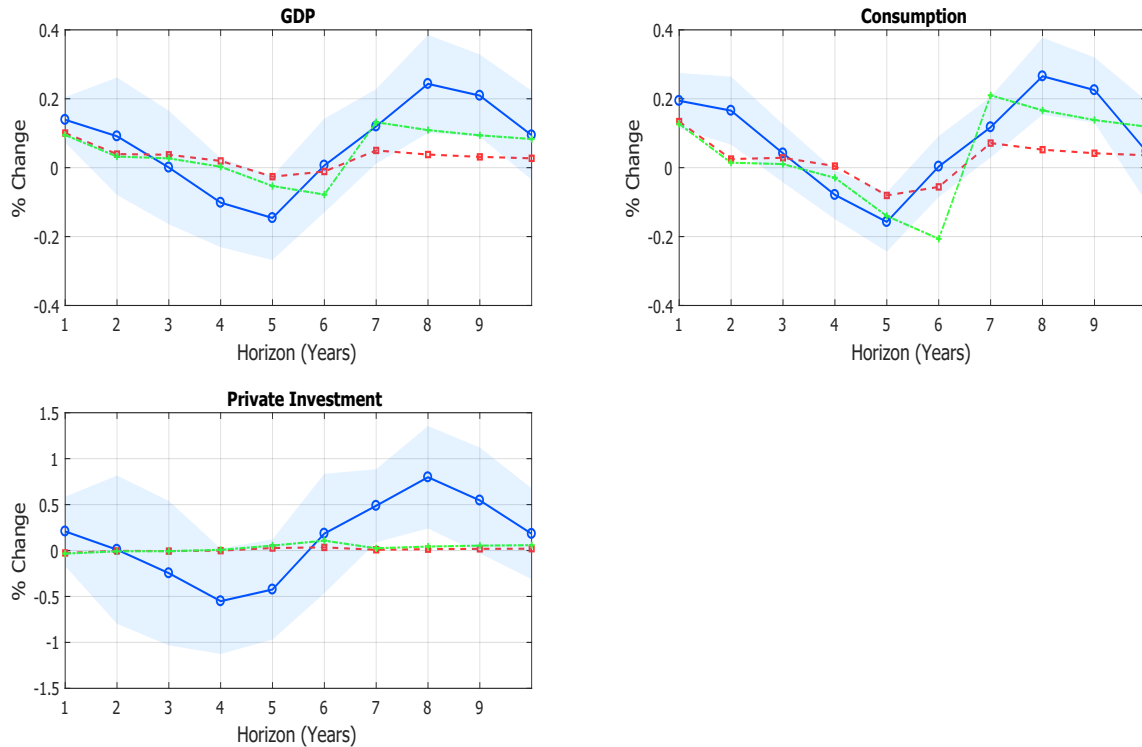 GDP
0.4
0.2
0
-0.2
-0.4
% Change
1 2 3 4 5 6 7 8 9
Horizon (Years)
Consumption
0.4
0.2
0
-0.2
-0.4
% Change
1 2 3 4 5 6 7 8 9
Horizon (Years)
Private Investment
1.5
1
0.5
0
-0.5
-1
-1.5
% Change
1 2 3 4 5 6 7 8 9
Horizon (Years)